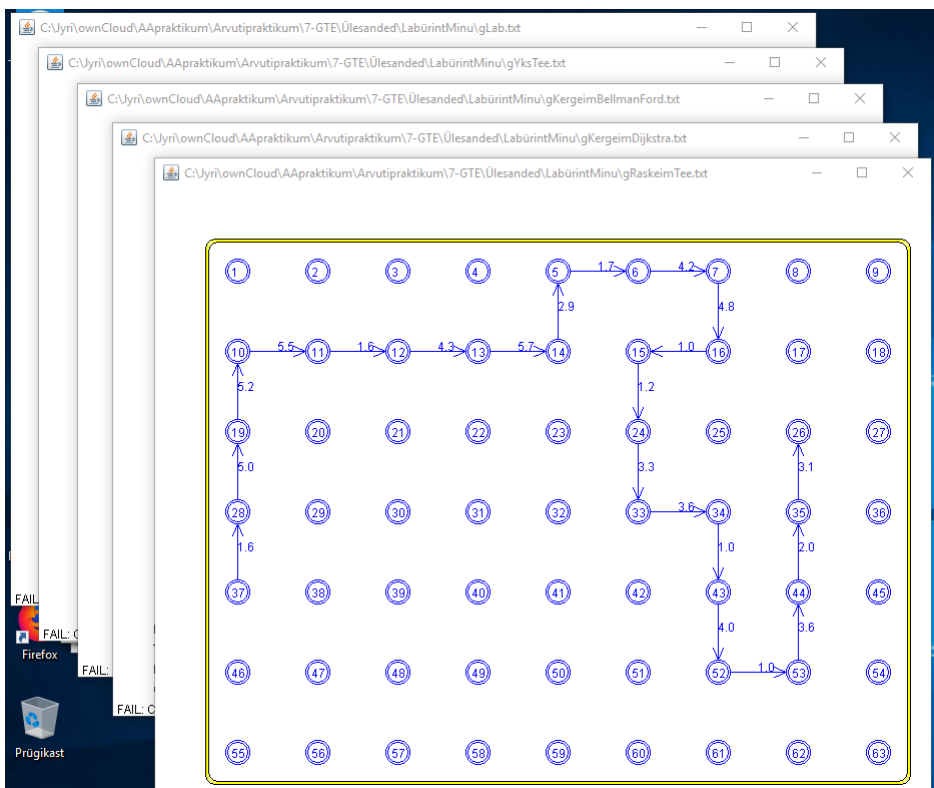 C:\Jyri\ownCloud\AApraktikum\Arvutipraktikum\7-GTE\Ülesanded\LabürintMinu\gLab.txt
C:\Jyri\ownCloud\AApraktikum\Arvutipraktikum\7-GTE\Ülesanded\LabürintMinu\gYksTee.txt
C:\Jyri\ownCloud\AApraktikum\Arvutipraktikum\7-GTE\Ülesanded\LabürintMinu\gKergeimBellmanFord.txt
C:\Jyri\ownCloud\AApraktikum\Arvutipraktikum\7-GTE\Ülesanded\LabürintMinu\gKergeimDijkstra.txt
C:\Jyri\ownCloud\AApraktikum\Arvutipraktikum\7-GTE\Ülesanded\LabürintMinu\gRaskeimTee.txt
1 2 3 4 5 1.7 6 4.2 7 8 9
2.9 4.8
10 5.5 11 1.6 12 4.3 13 5.7 14 15 1.0 16 17 18
5.2 1.2
19 20 21 22 23 24 25 26 27
5.0 3.3 3.1
28 29 30 31 32 33 3.6 34 35 36
1.6 1.0 2.0
37 38 39 40 41 42 43 44 45
FAIL
4.0 3.6
FAIL: C
Firefox
46 47 48 49 50 51 52 1.0 53 54
FAIL:
FAIL: C
Prügikast
55 56 57 58 59 60 61 62 63